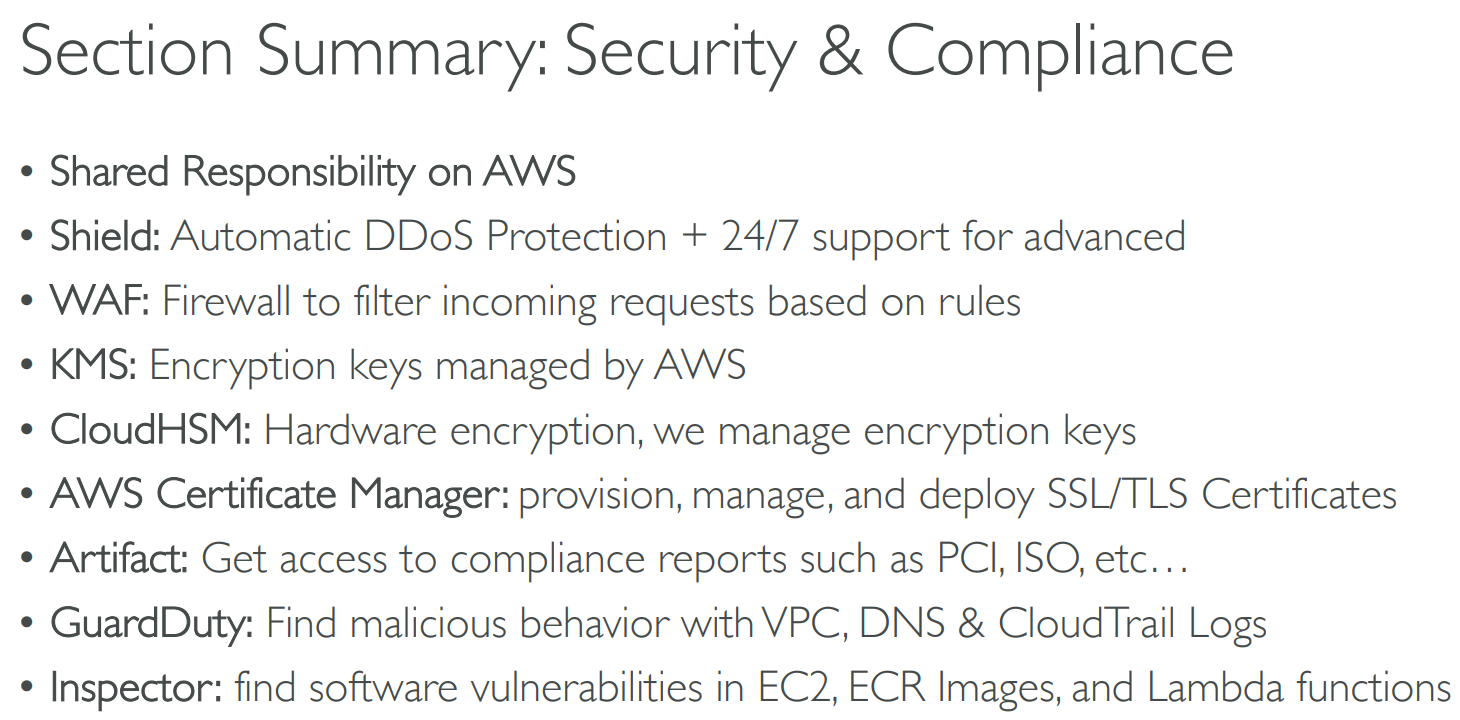 Section Summary: Security & Compliance
• Shared Responsibility on AWS
• Shield: Automatic DDoS Protection + 24/7 support for advanced
• WAF: Firewall to filter incoming requests based on rules
• KMS: Encryption keys managed by AWS
• CloudHSM: Hardware encryption, we manage encryption keys
• AWS Certificate Manager: provision, manage, and deploy SSL/TLS Certificates
• Artifact: Get access to compliance reports such as PCI, ISO, etc…
• GuardDuty: Find malicious behavior with VPC, DNS & CloudTrail Logs
• Inspector: find software vulnerabilities in EC2, ECR Images, and Lambda functions